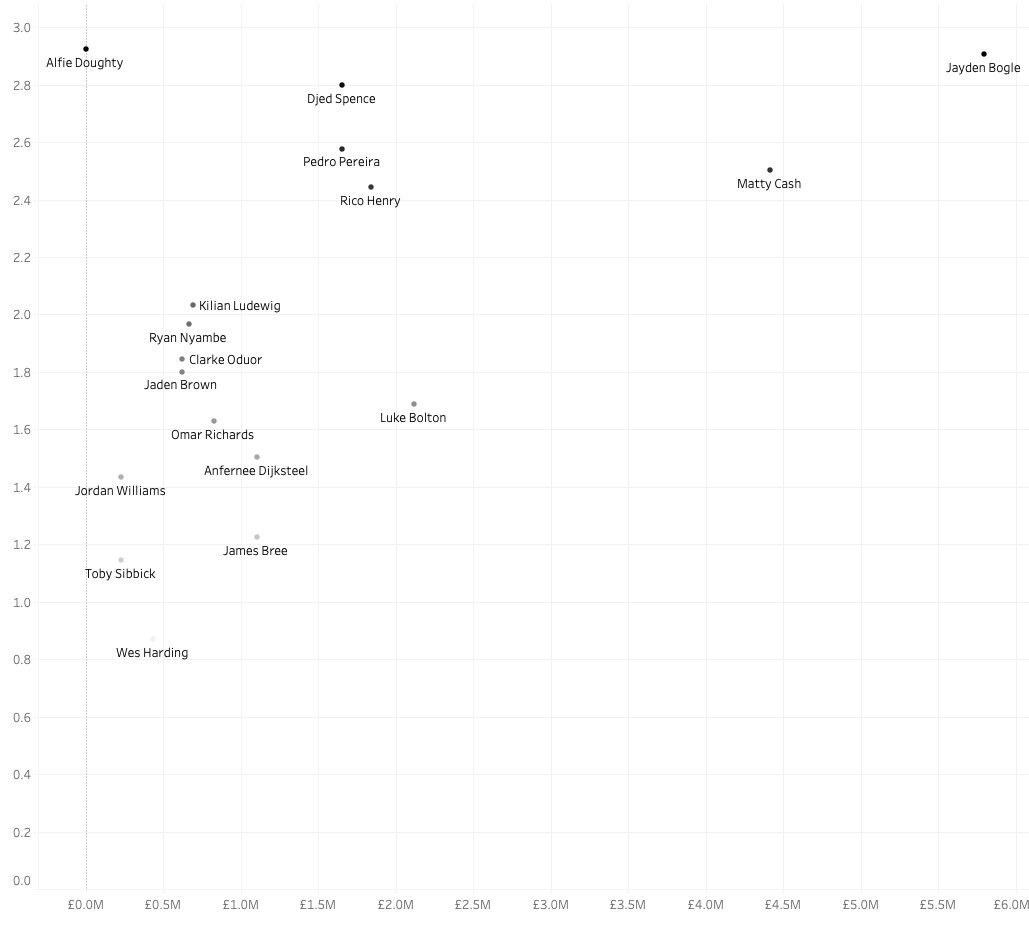 3.0
Alfie Doughty
Jayden Bogle
2.8
Djed Spence
2.6
Pedro Pereira
Matty Cash
2.4
Rico Henry
2.2
2.0
Kilian Ludewig
Ryan Nyambe
Clarke Oduor
1.8
Jaden Brown
Luke Bolton
1.6
Omar Richards
Anfernee Dijksteel
1.4
Jordan Williams
1.2
James Bree
Toby Sibbick
1.0
Wes Harding
0.8
0.6
0.4
0.2
0.0
£0.0M £0.5M £1.0M £1.5M £2.0M £2.5M £3.0M £3.5M £4.0M £4.5M £5.0M £5.5M £6.0M